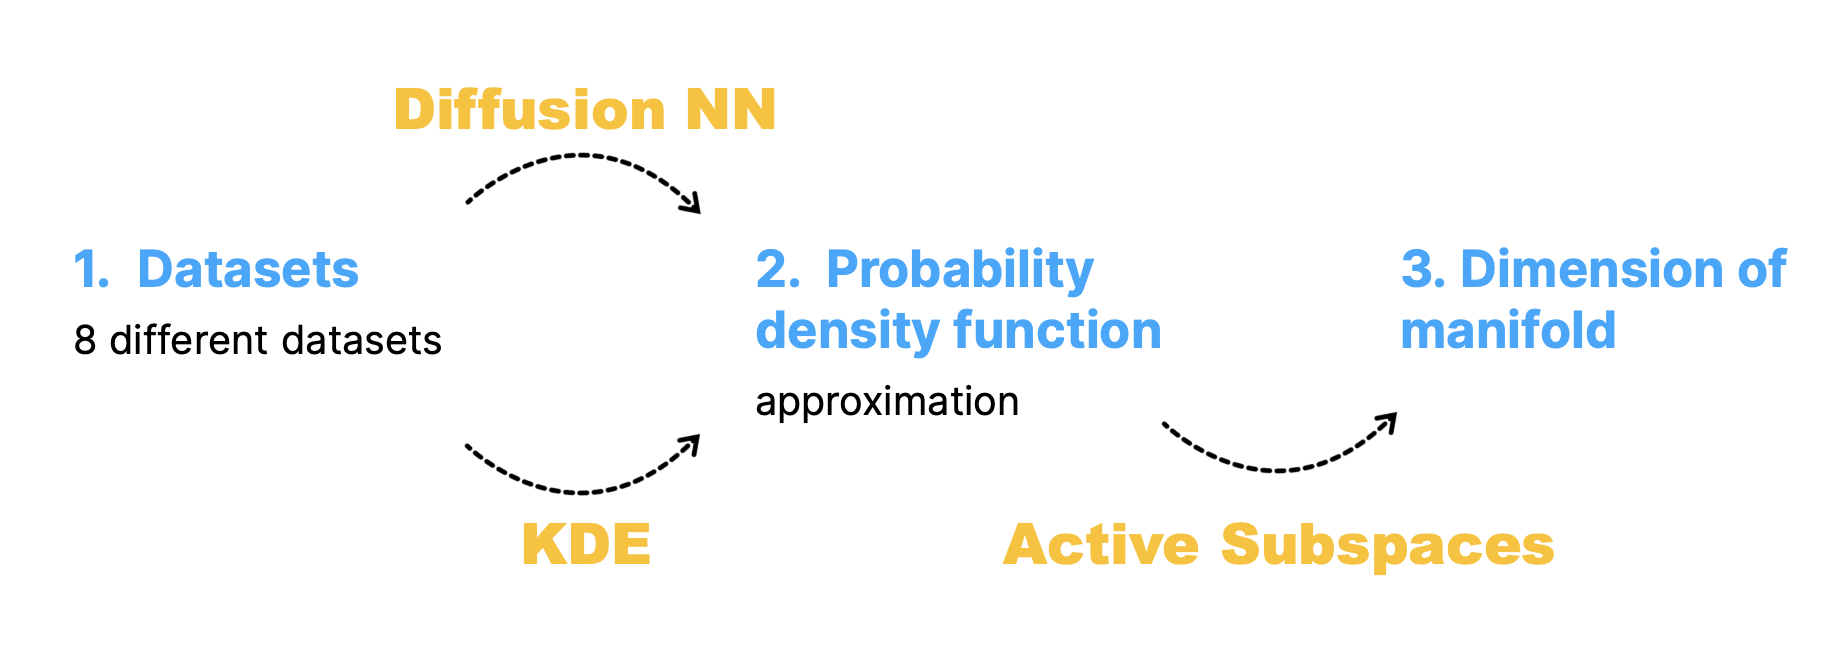 Diffusion NN
1. Datasets
8 different datasets
2. Probability
density function
approximation
3. Dimension of
manifold
KDE
Active Subspaces